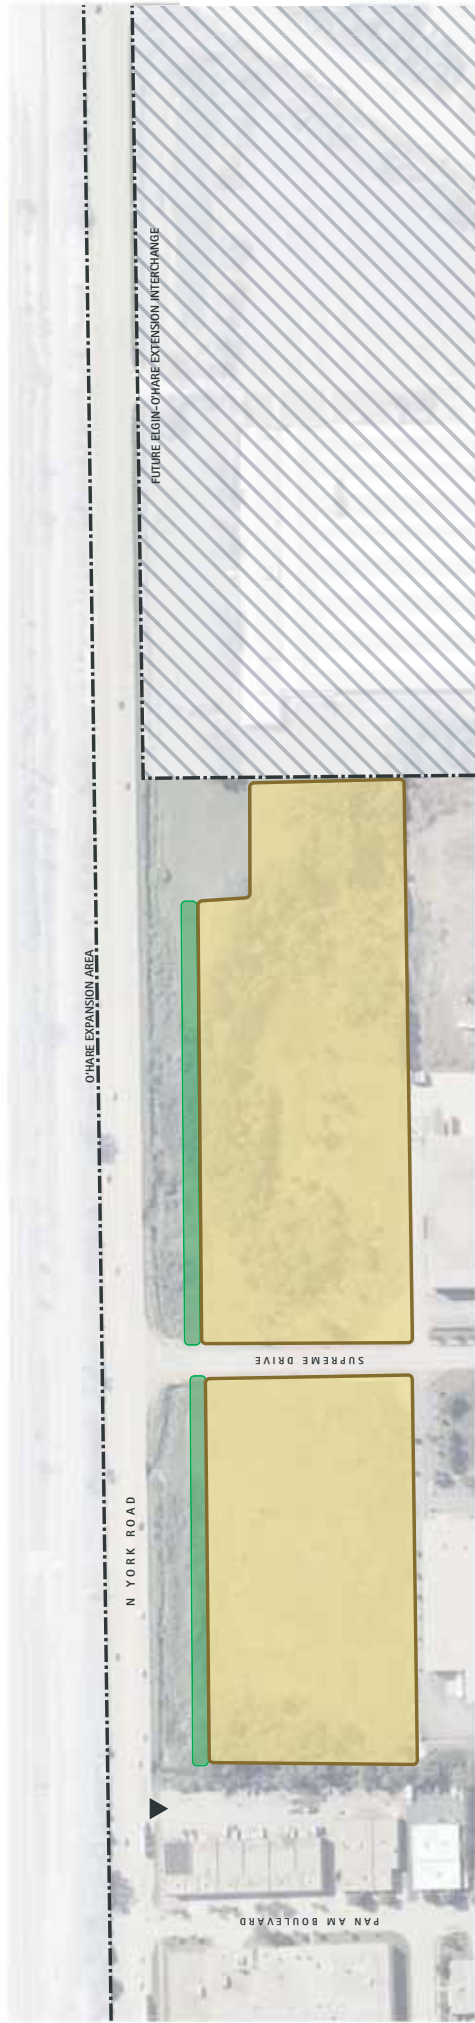 FUTURE ELGIN-O'HARE EXTENSION INTERCHANGE
O'HARE EXPANSION AREA
SUPREME DRIVE
N YORK ROAD
PAN AM BOULEVARD